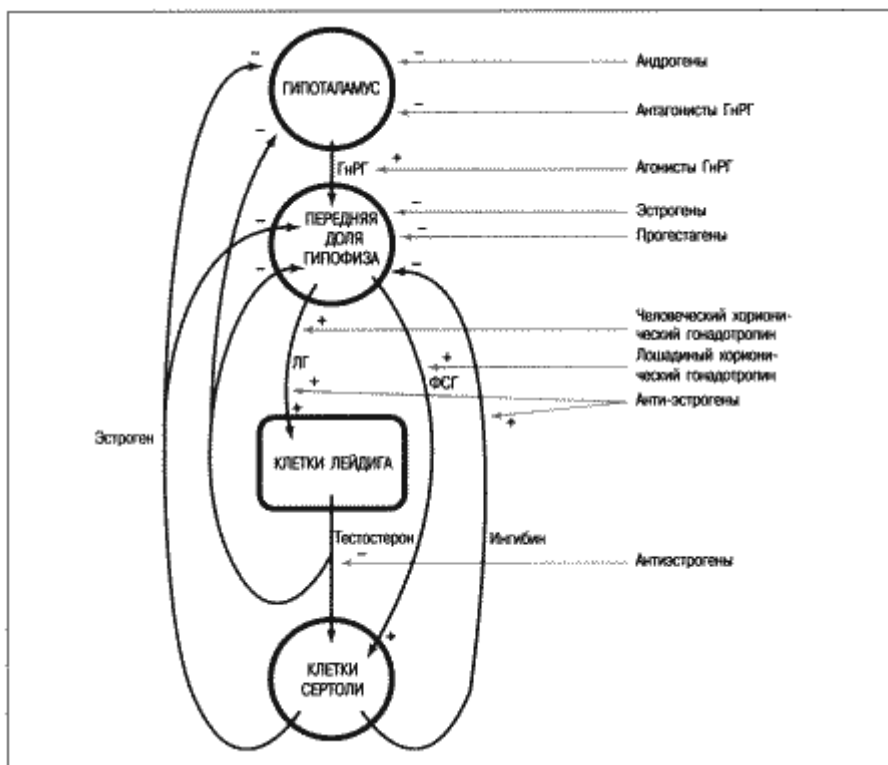 ГИПОТАЛАМУС
Андрогены
Антагонисты ГнРГ
ГнРГ
Агонисты ГнРГ
ПЕРЕДНЯЯ
ДОЛЯ
ГИПОФИЗА
Эстрогены
Прогестагены
Человеческий хориони-
ческий гонадотропин
Лошадиный хориони-
ческий гонадотропин
ЛГ
ФСГ
Анти-эстрогены
Эстроген
КЛЕТКИ ЛЕЙДИГА
Тестостерон
Ингибин
Антиэстрогены
КЛЕТКИ
СЕРТОЛИ